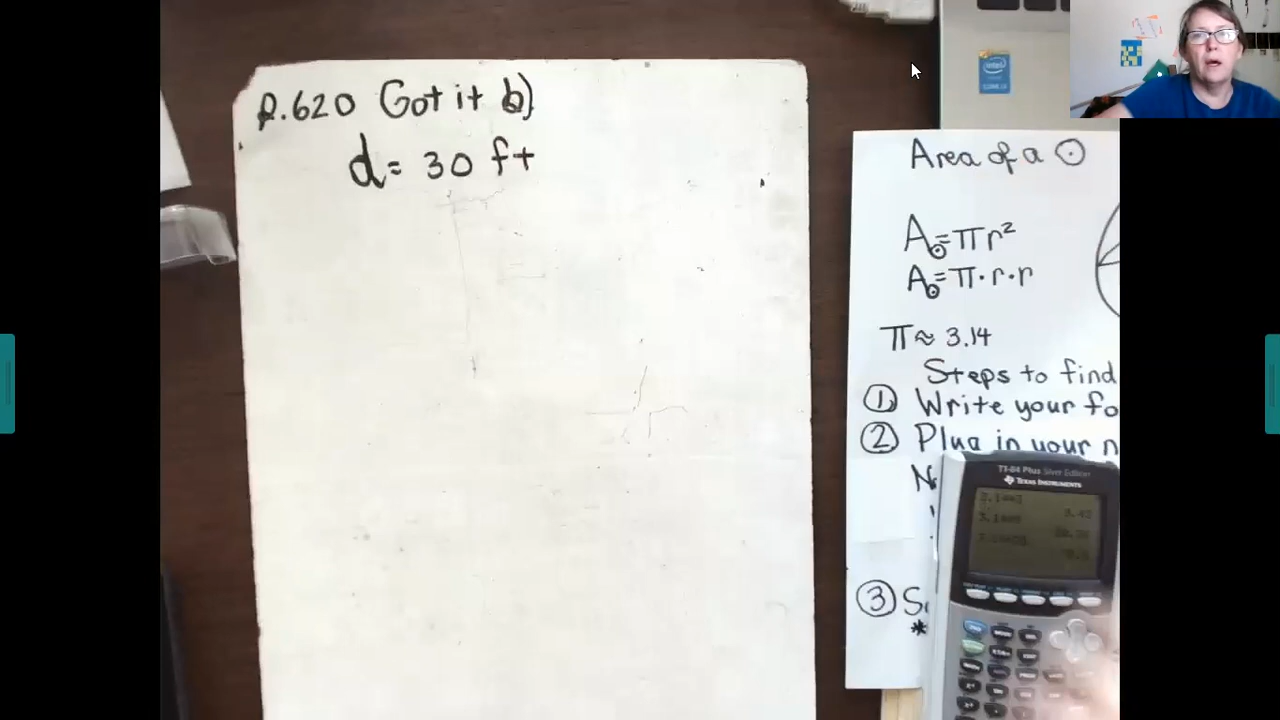 P.620 Got it b)
d= 30 ft
intel
Area of a ⊙
A⊙=πr²
A⊙=π·r·r
π≈ 3.14
Steps to find
① Write your fo
② Plug in your n
③
*
TI-84 Plus Silver Edition
TEXAS INSTRUMENTS